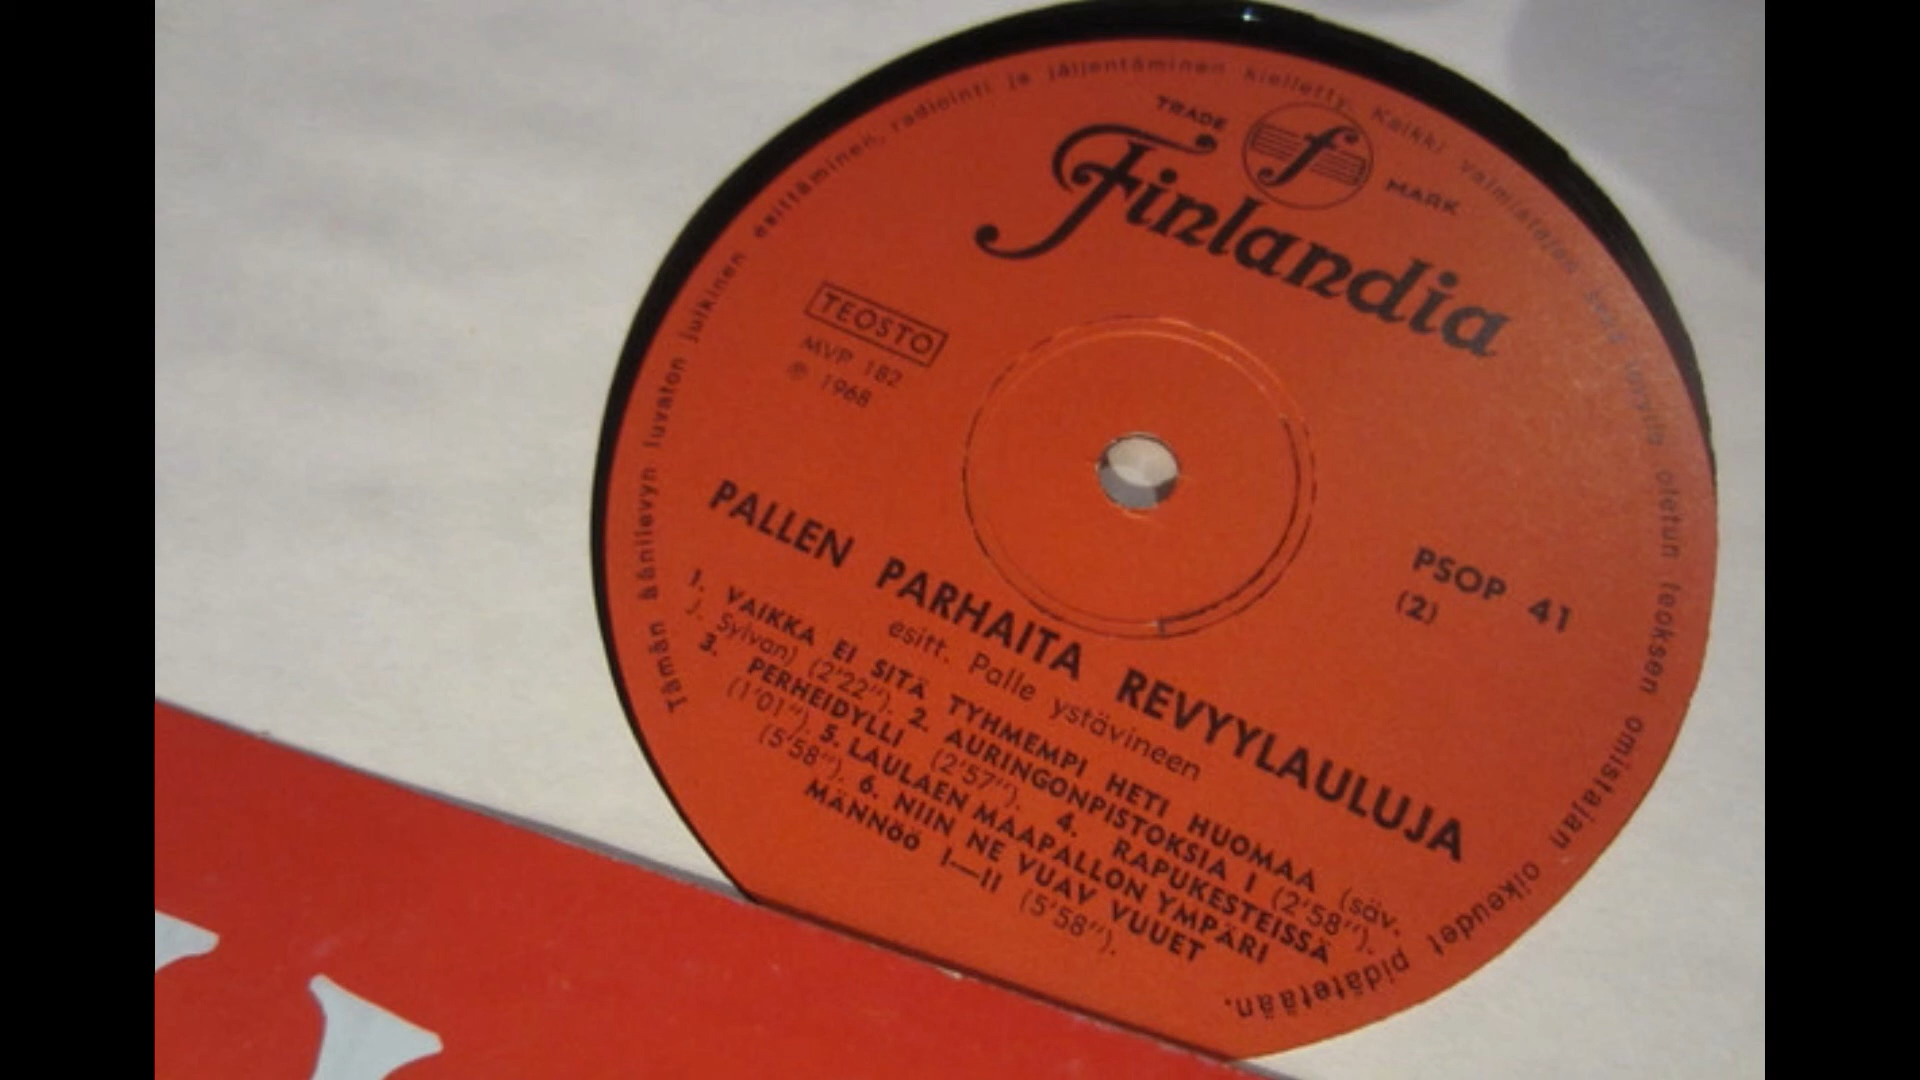 TRADE
f
MARK
Finlandia
TEOSTO
MVP 182
℗ 1968
PSOP 41
(2)
PALLEN PARHAITA REVYYLAULUJA
esitt. Palle ystävineen
1. VAIKKA EI SITÄ TYHMEMPI HETI HUOMAA (säv.
J. Sylvan) (2'22"). 2. AURINGONPISTOKSIA I (2'58").
3. PERHEIDYLLI (2'57"). 4. RAPUKESTEISSÄ
(1'01"). 5. LAULAEN MAAPALLON YMPÄRI
(5'58"). 6. NIIN NE VUAV VUUET
MÄNNÖÖ I—II (5'58").
Tämän äänilevyn luvaton julkinen esittäminen, radiointi ja jäljentäminen kielletty. Kaikki valmistajan otetun teoksen omistajan oikeudet pidätetään.